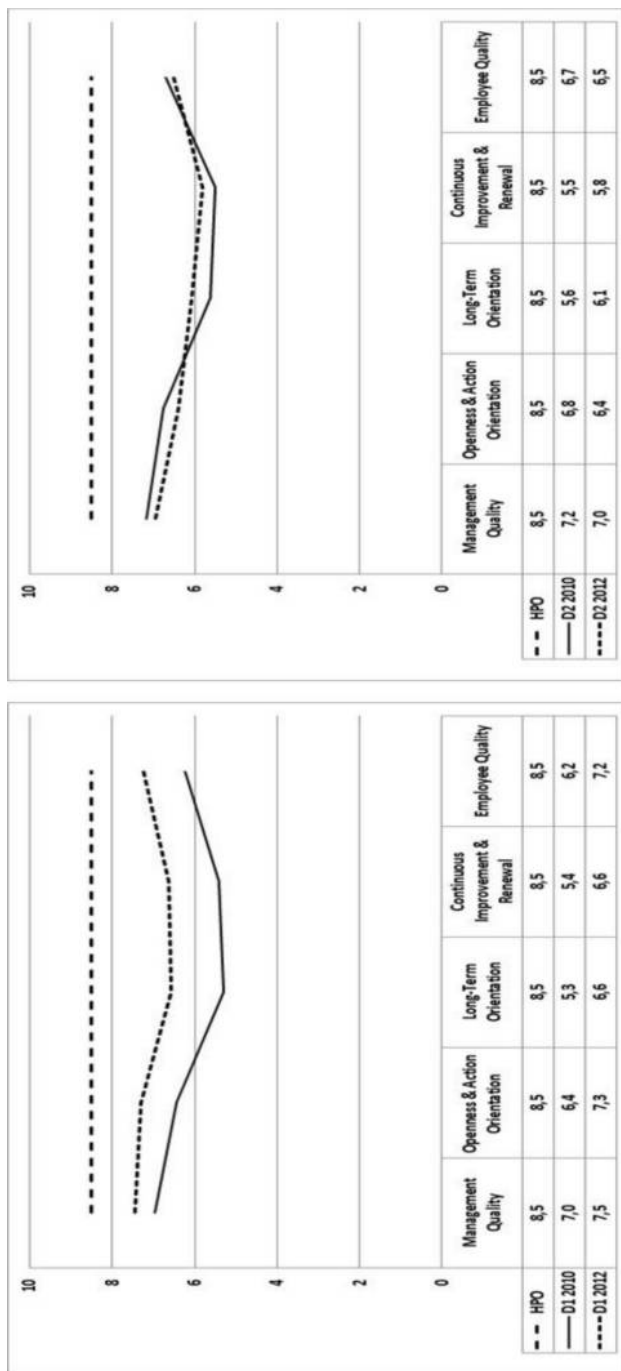 10
8
6
4
2
0
Management
Quality
Openness & Action
Orientation
Long-Term
Orientation
Continuous
Improvement &
Renewal
Employee Quality
HPO 8,5 8,5 8,5 8,5 8,5
D1 2010 7,0 6,4 5,3 5,4 6,2
D1 2012 7,5 7,3 6,6 6,6 7,2
10
8
6
4
2
0
Management
Quality
Openness & Action
Orientation
Long-Term
Orientation
Continuous
Improvement &
Renewal
Employee Quality
HPO 8,5 8,5 8,5 8,5 8,5
D2 2010 7,2 6,8 5,6 5,5 6,7
D2 2012 7,0 6,4 6,1 5,8 6,5